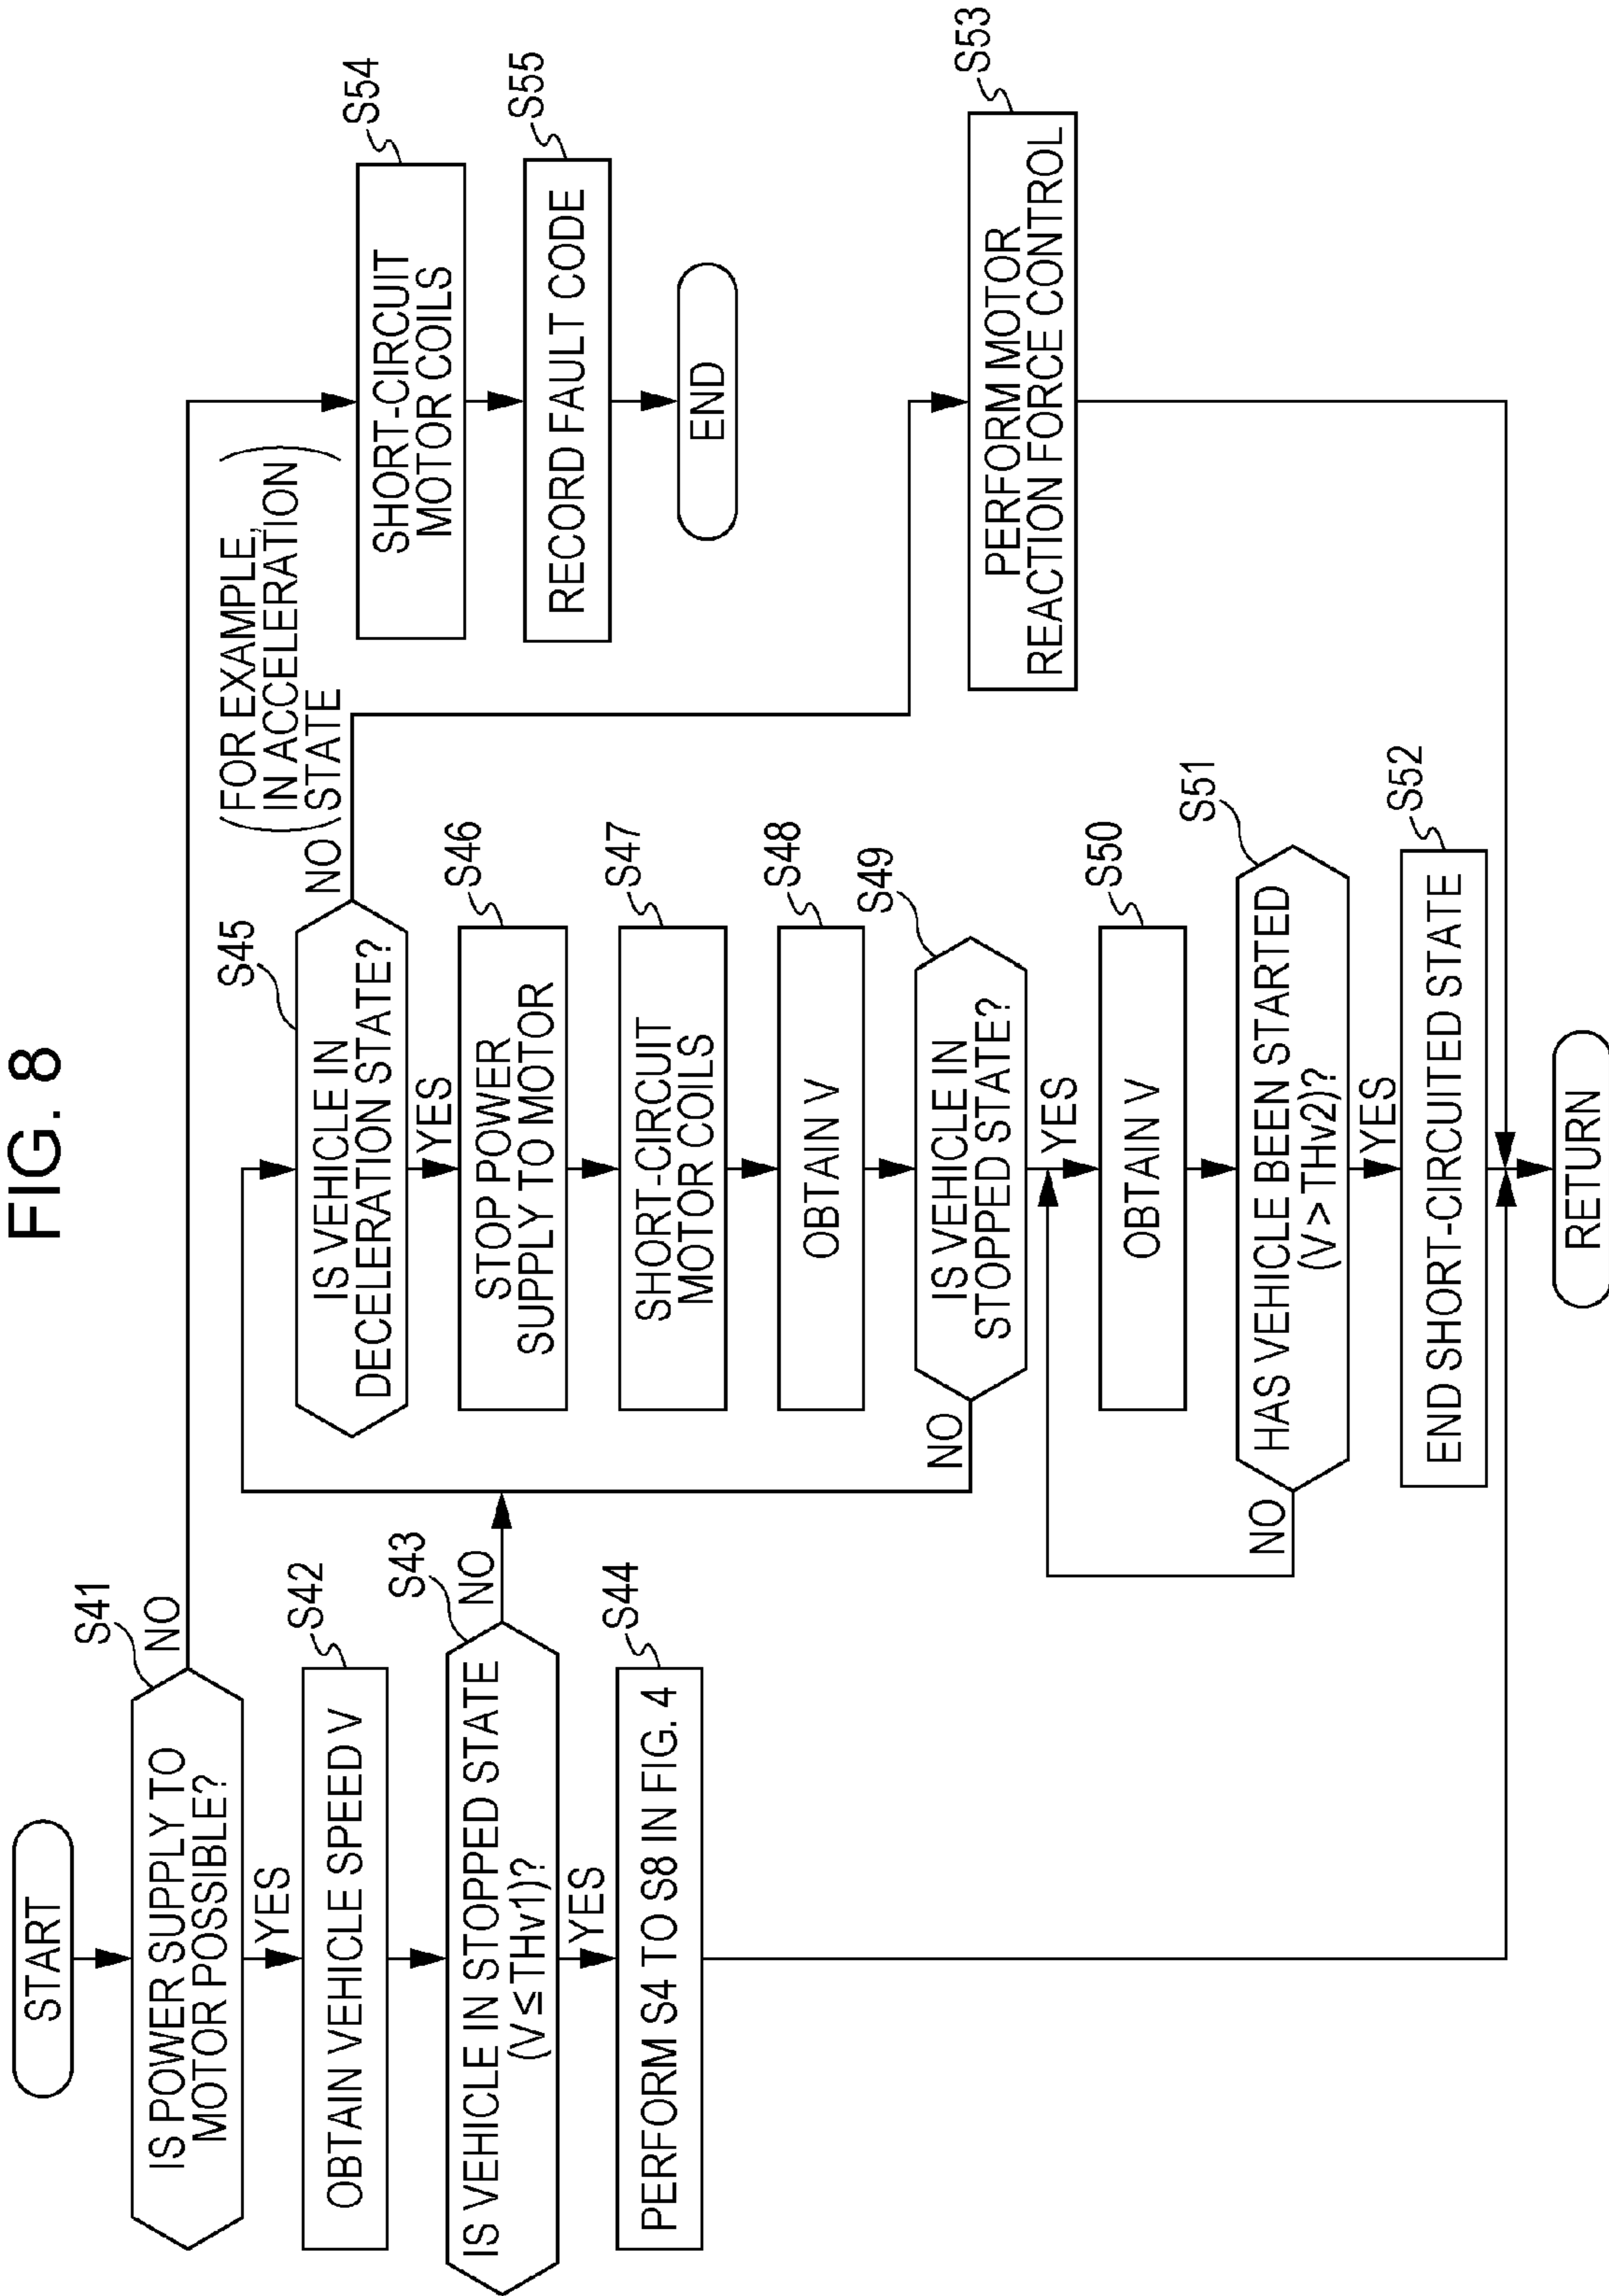 FIG. 8
START
S41
IS POWER SUPPLY TO
MOTOR POSSIBLE?
NO
YES
S42
OBTAIN VEHICLE SPEED V
S43
IS VEHICLE IN STOPPED STATE
(V ≤ THv1)?
NO
YES
S44
PERFORM S4 TO S8 IN FIG. 4
S45
IS VEHICLE IN
DECELERATION STATE?
NO
(FOR EXAMPLE,
IN ACCELERATION
STATE)
YES
S46
STOP POWER
SUPPLY TO MOTOR
S47
SHORT-CIRCUIT
MOTOR COILS
S48
OBTAIN V
S49
IS VEHICLE IN
STOPPED STATE?
NO
YES
S50
OBTAIN V
S51
HAS VEHICLE BEEN STARTED
(V > THv2)?
NO
YES
S52
END SHORT-CIRCUITED STATE
RETURN
S54
SHORT-CIRCUIT
MOTOR COILS
S55
RECORD FAULT CODE
END
S53
PERFORM MOTOR
REACTION FORCE CONTROL